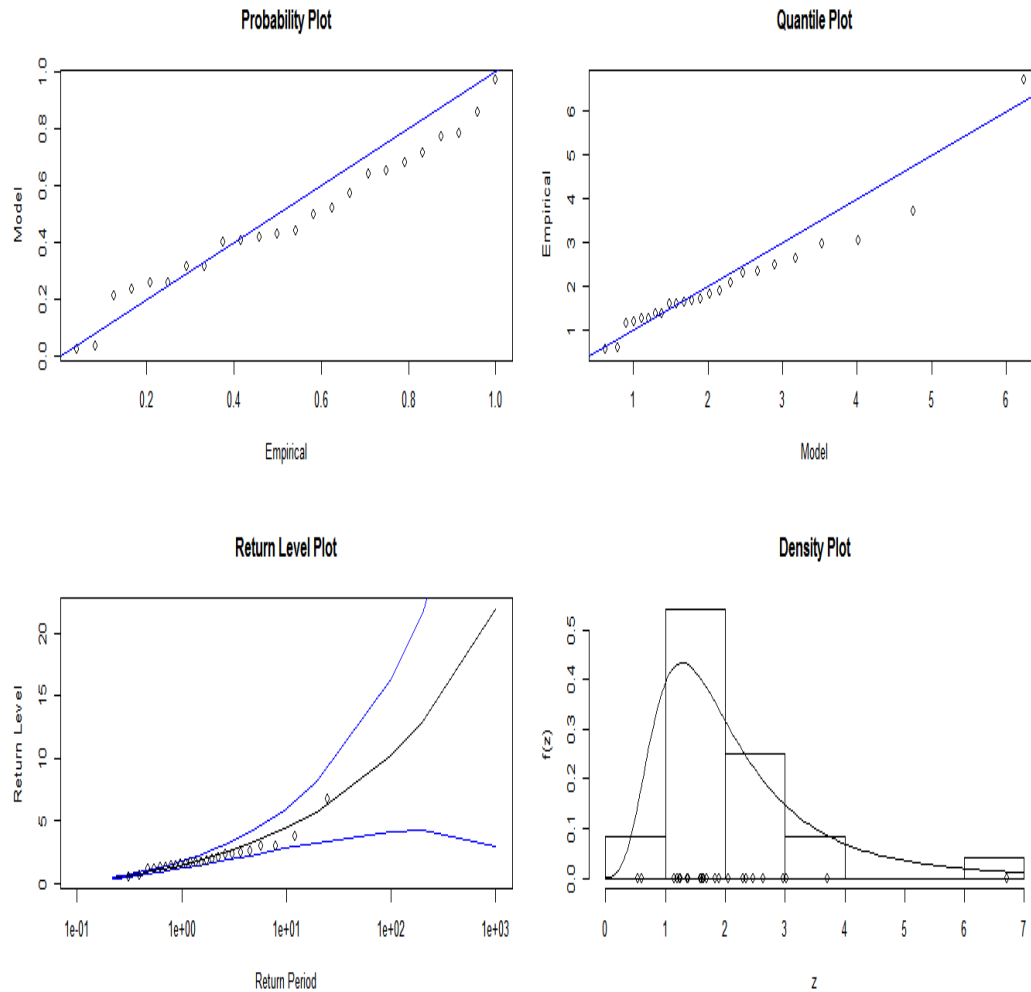 Probability Plot
Model
0.0 0.2 0.4 0.6 0.8 1.0
0.2 0.4 0.6 0.8 1.0
Empirical
Quantile Plot
Empirical
1 2 3 4 5 6
1 2 3 4 5 6
Model
Return Level Plot
Return Level
0 5 10 15 20
1e-01 1e+00 1e+01 1e+02 1e+03
Return Period
Density Plot
f(z)
0.0 0.1 0.2 0.3 0.4 0.5
0 1 2 3 4 5 6 7
z